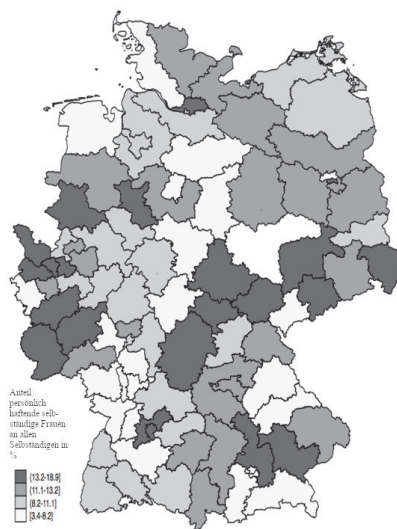 Anteil
persönlich
haftende selb-
ständige Frauen
an allen
Selbständigen in
%
(13.2-18.9]
(11.1-13.2]
(8.2-11.1]
[3.4-8.2]